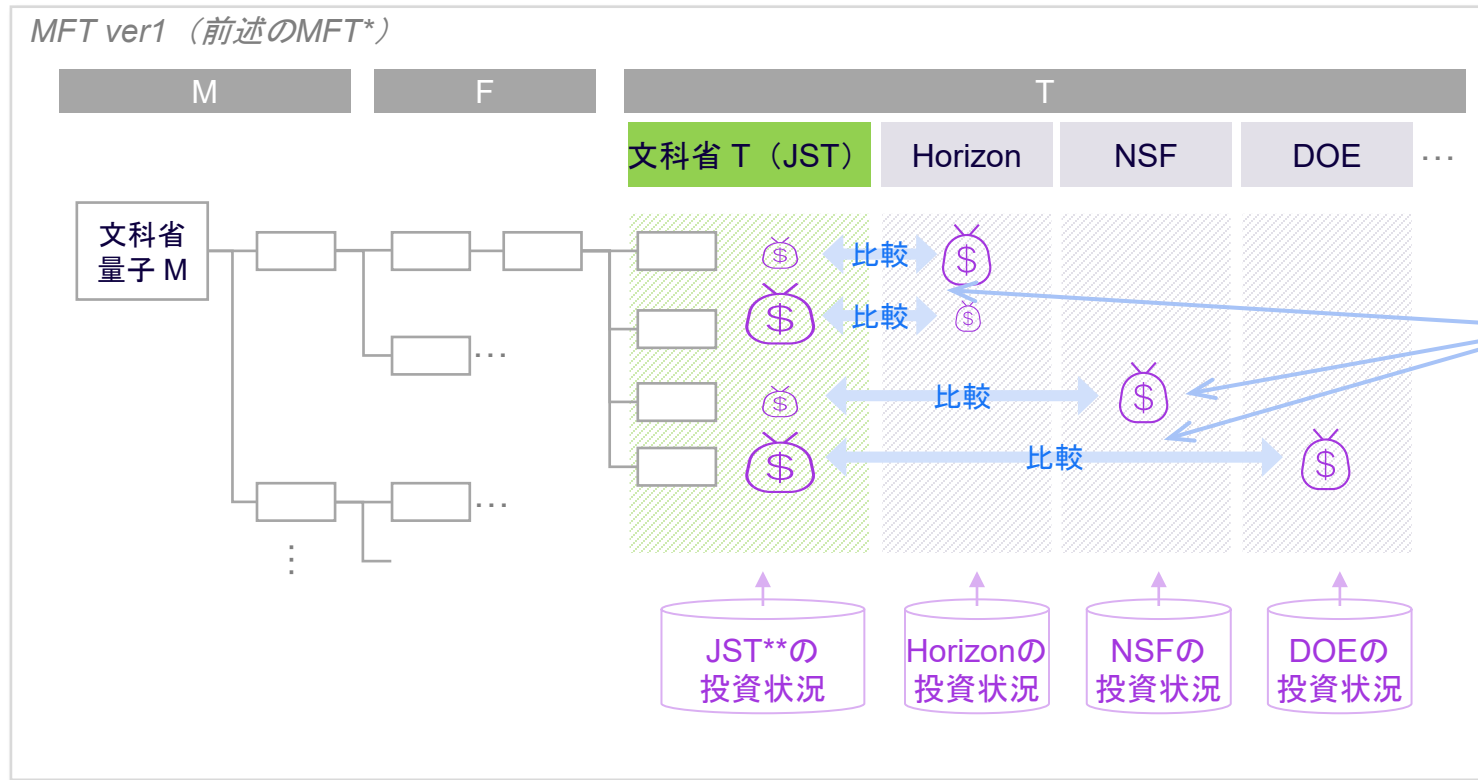 MFT ver1（前述のMFT*）
M
F
T
文科省 T（JST）
Horizon
NSF
DOE
…
文科省
量子 M
$
比較
$
$
比較
$
…
$
比較
$
$
比較
$
…
…
JST**の
投資状況
Horizonの
投資状況
NSFの
投資状況
DOEの
投資状況